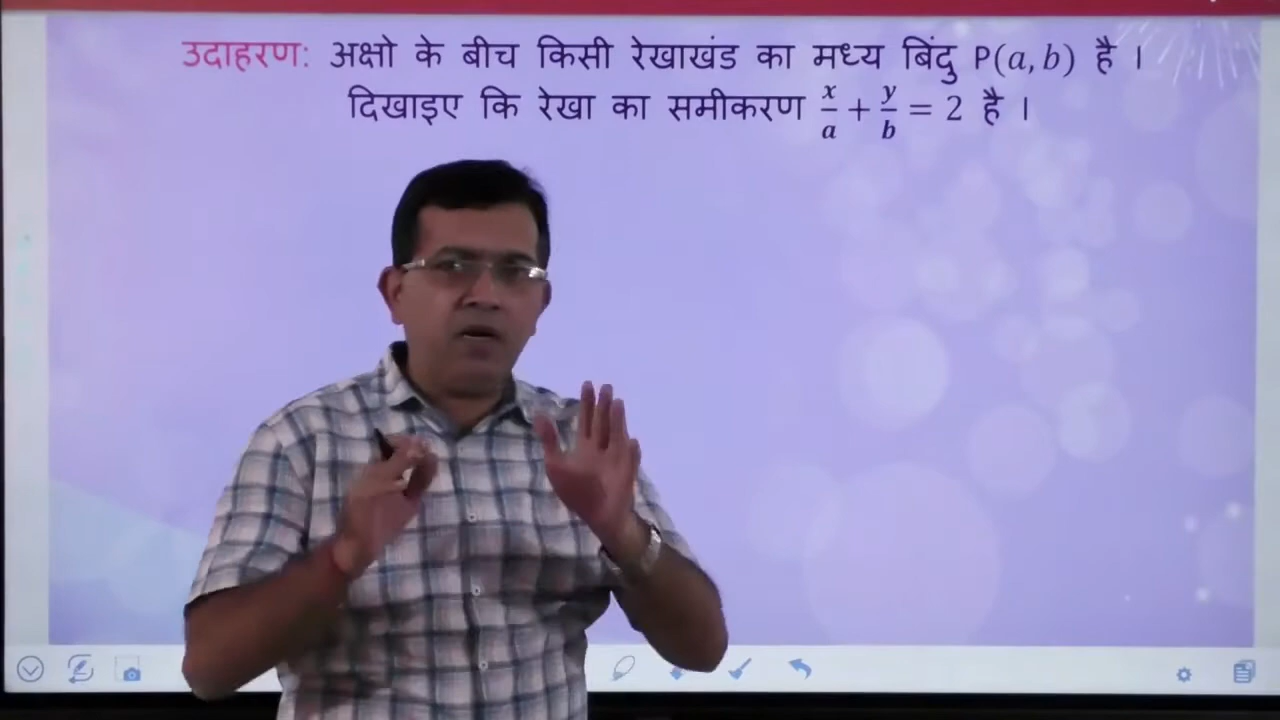 उदाहरण: अक्षो के बीच किसी रेखाखंड का मध्य बिंदु P(a, b) है ।
दिखाइए कि रेखा का समीकरण x/a + y/b = 2 है ।